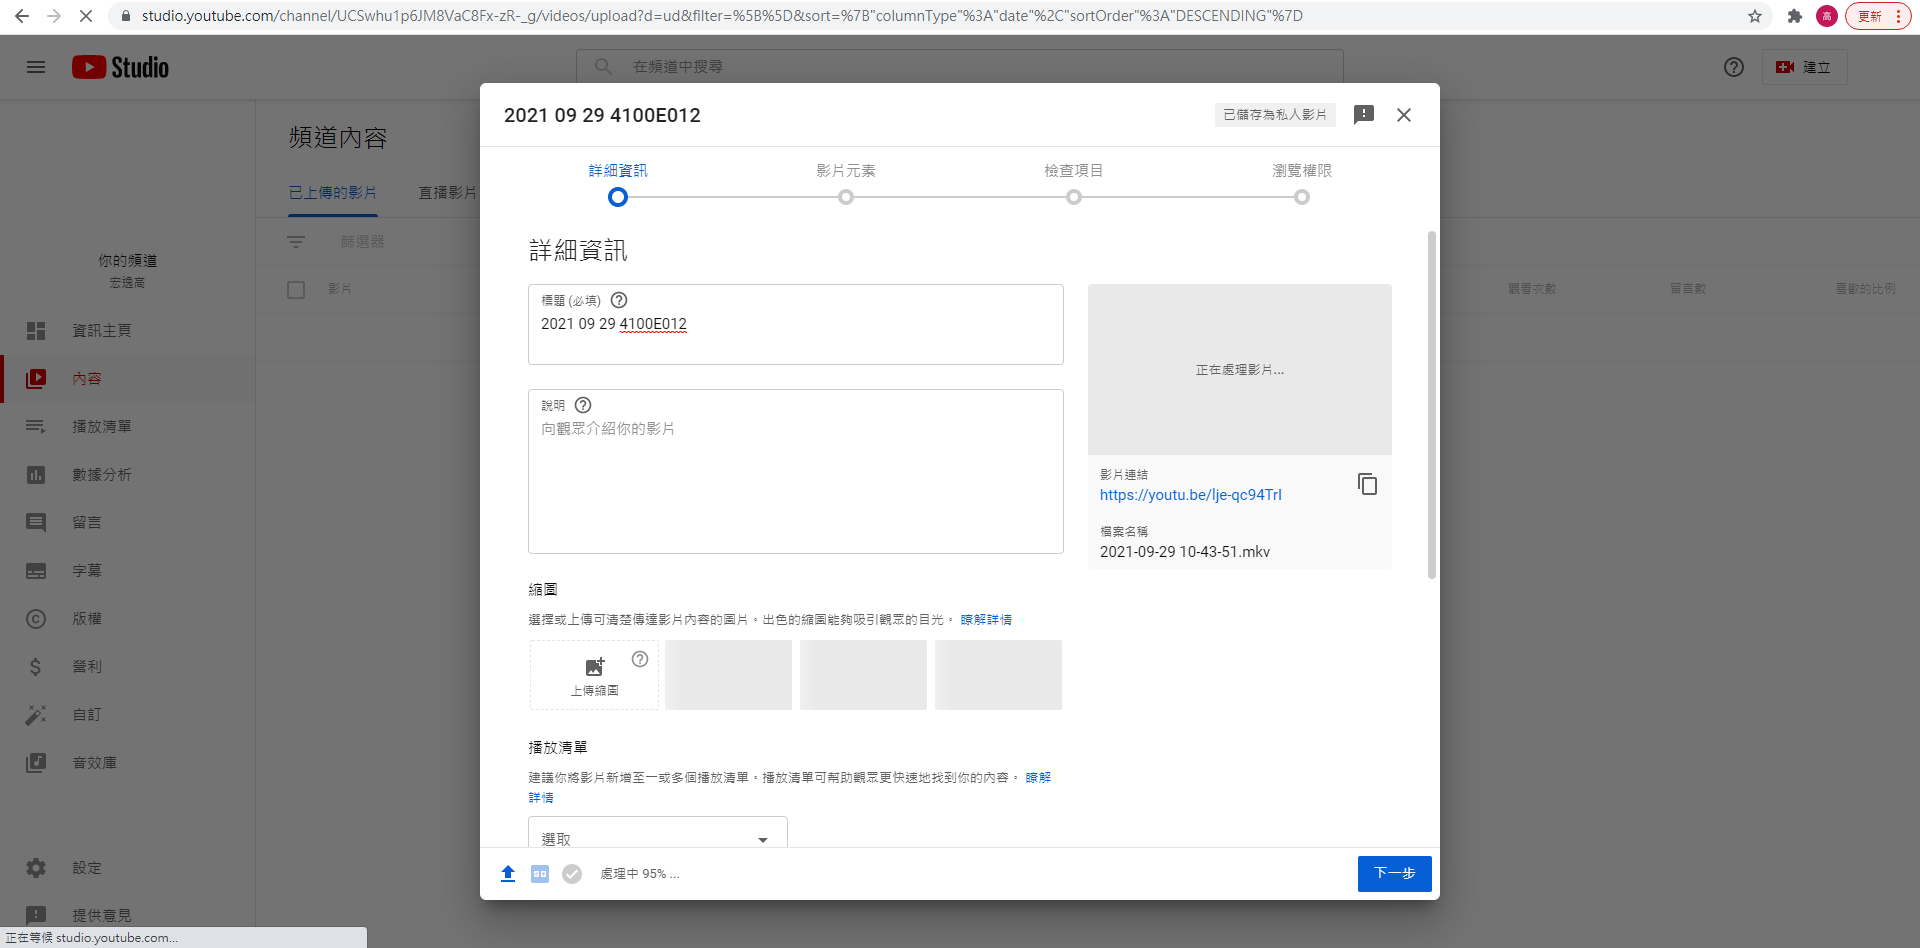 studio.youtube.com/channel/UCSwhu1p6JM8VaC8Fx-zR-_g/videos/upload?d=ud&filter=%5B%5D&sort=%7B"columnType"%3A"date"%2C"sortOrder"%3A"DESCENDING"%7D
高
更新
Studio
在頻道中搜尋
建立
2021 09 29 4100E012
已儲存為私人影片
頻道內容
已上傳的影片
直播影片
詳細資訊
影片元素
檢查項目
瀏覽權限
篩選器
影片
觀看次數
留言數
喜歡的比例
你的頻道
宏逸高
資訊主頁
內容
播放清單
數據分析
留言
字幕
版權
營利
自訂
音效庫
設定
提供意見
詳細資訊
標題 (必填)
2021 09 29 4100E012
說明
向觀眾介紹你的影片
正在處理影片...
影片連結
https://youtu.be/lje-qc94TrI
檔案名稱
2021-09-29 10-43-51.mkv
縮圖
選擇或上傳可清楚傳達影片內容的圖片。出色的縮圖能夠吸引觀眾的目光。 瞭解詳情
上傳縮圖
播放清單
建議你將影片新增至一或多個播放清單。播放清單可幫助觀眾更快速地找到你的內容。 瞭解
詳情
選取
SD
處理中 95% ...
下一步
正在等候 studio.youtube.com...